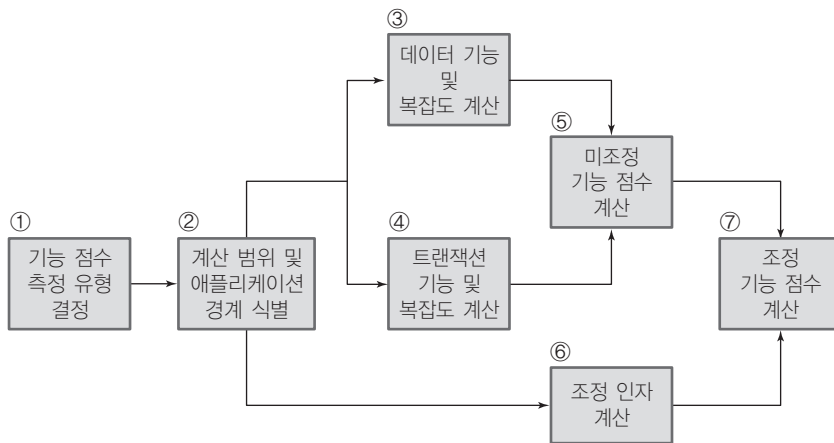 ①
기능 점수
측정 유형
결정
②
계산 범위 및
애플리케이션
경계 식별
③
데이터 기능
및
복잡도 계산
④
트랜잭션
기능 및
복잡도 계산
⑤
미조정
기능 점수
계산
⑥
조정 인자
계산
⑦
조정
기능 점수
계산